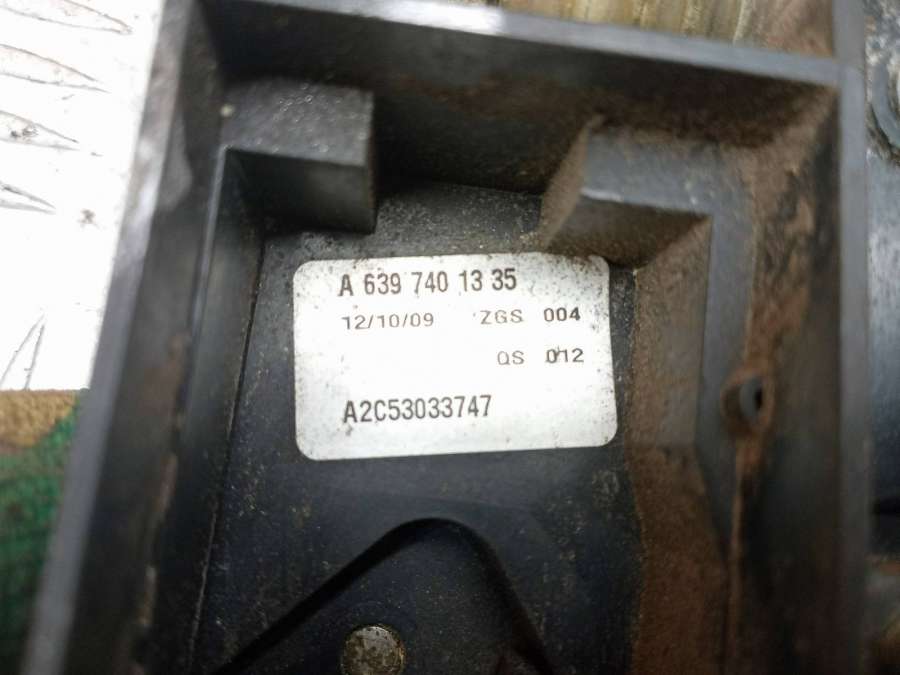 A 639 740 13 35
12/10/09 ZGS 004
QS 012
A2C53033747